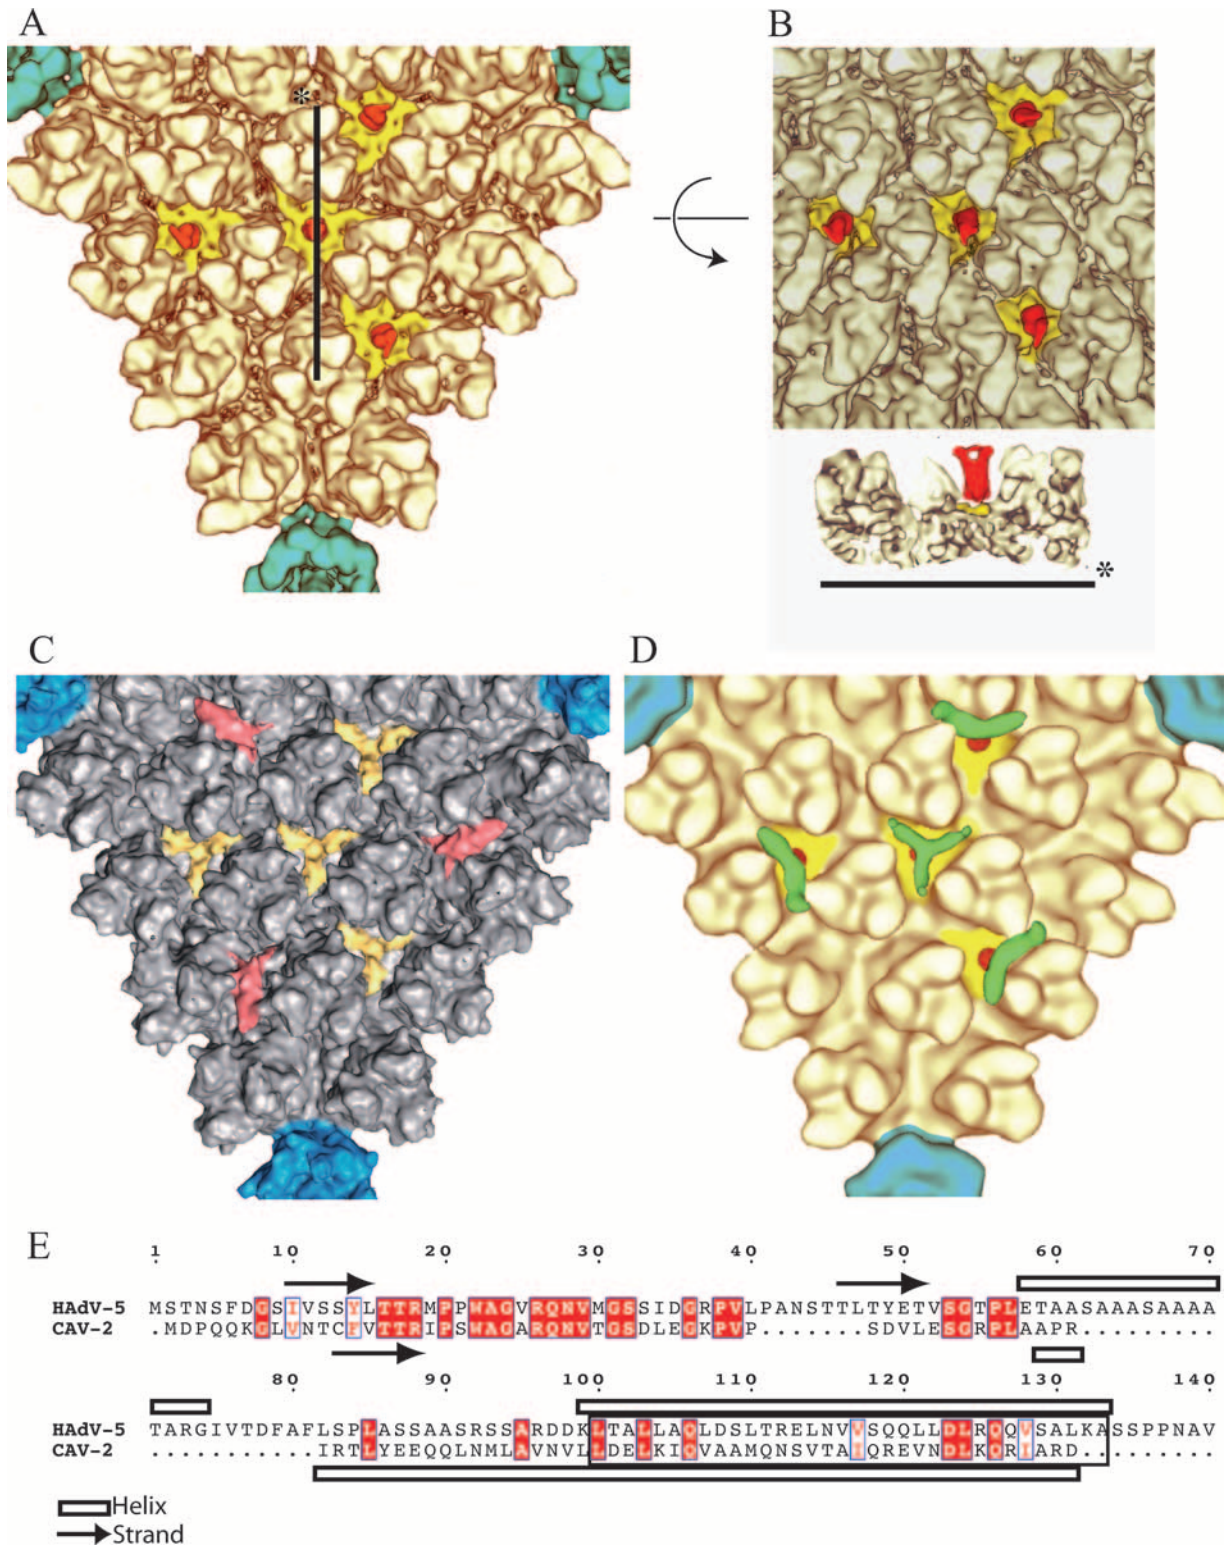 A
B
*
*
C
D
E
1 10 20 30 40 50 60 70
HAdV-5 MSTNSFDGSIVSSYLTTRMPPWAGVRQNVMGSSIDGRPVLPANSTTLTYETVSGTPLETAASAAASAAAA
CAV-2 .MDPQQKGLVNTCFVTTRIPSWAGARQNVTGSDLEGKPVP.......SDVLESGRPLAAPR.........
80 90 100 110 120 130 140
HAdV-5 TARGIVTDFAFLSPLASSAASRSSARDDKLTALLAQLDSLTRELNVVSQQLLDLRQQVSALKASSPPNAV
CAV-2 ...........IRTLYEEQQLNMLAVNVLLDELKIQVAAMQNSVTAIQREVNDLKQRIARD.........
Helix
Strand